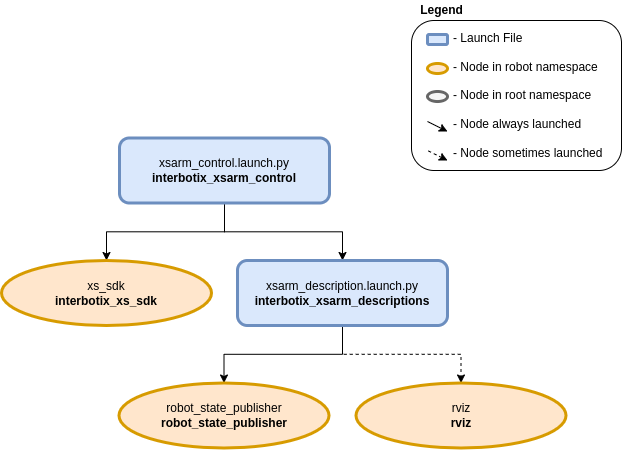 Legend
- Launch File
- Node in robot namespace
- Node in root namespace
- Node always launched
- Node sometimes launched
xsarm_control.launch.py
interbotix_xsarm_control
xs_sdk
interbotix_xs_sdk
xsarm_description.launch.py
interbotix_xsarm_descriptions
robot_state_publisher
robot_state_publisher
rviz
rviz